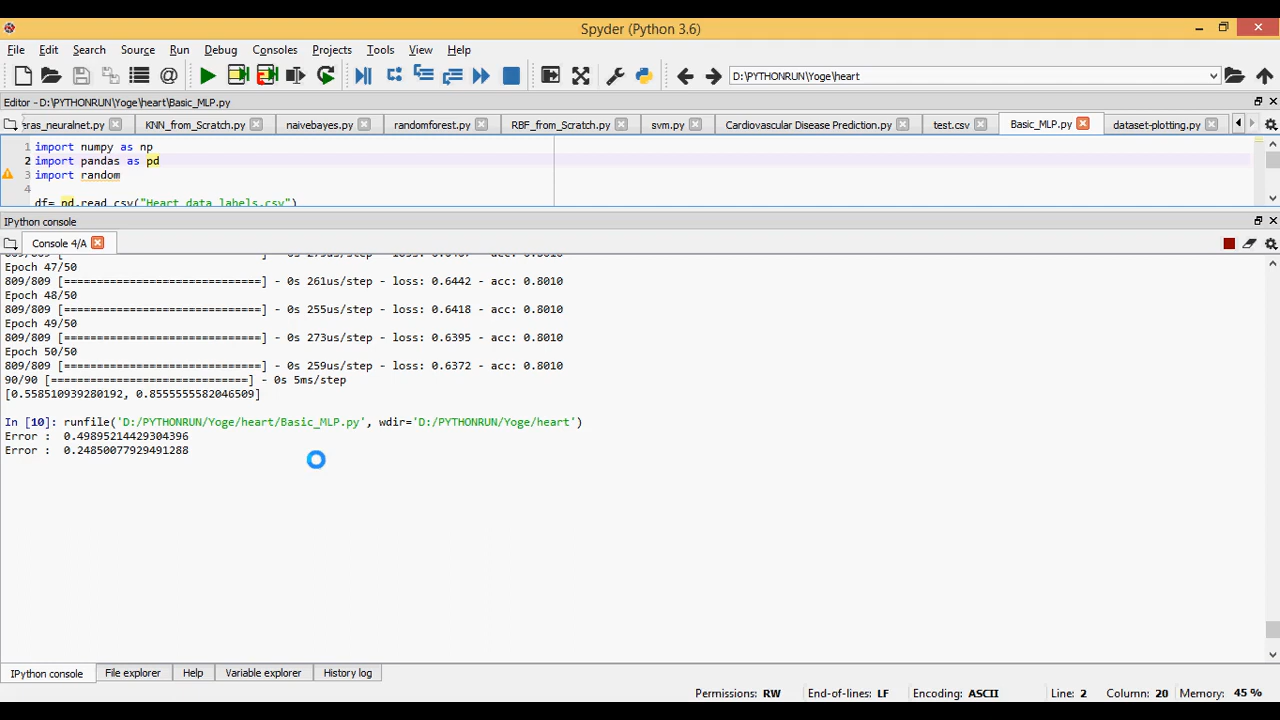 Spyder (Python 3.6)
File Edit Search Source Run Debug Consoles Projects Tools View Help
D:\PYTHONRUN\Yoge\heart
Editor - D:\PYTHONRUN\Yoge\heart\Basic_MLP.py
eras_neuralnet.py KNN_from_Scratch.py naivebayes.py randomforest.py RBF_from_Scratch.py svm.py Cardiovascular Disease Prediction.py test.csv Basic_MLP.py dataset-plotting.py
1 import numpy as np
2 import pandas as pd
3 import random
4
df= pd.read_csv("Heart_data_labels.csv")
IPython console
Console 4/A
Epoch 47/50
809/809 [==============================] - 0s 261us/step - loss: 0.6442 - acc: 0.8010
Epoch 48/50
809/809 [==============================] - 0s 255us/step - loss: 0.6418 - acc: 0.8010
Epoch 49/50
809/809 [==============================] - 0s 273us/step - loss: 0.6395 - acc: 0.8010
Epoch 50/50
809/809 [==============================] - 0s 259us/step - loss: 0.6372 - acc: 0.8010
90/90 [==============================] - 0s 5ms/step
[0.558510939280192, 0.8555555582046509]
In [10]: runfile('D:/PYTHONRUN/Yoge/heart/Basic_MLP.py', wdir='D:/PYTHONRUN/Yoge/heart')
Error : 0.49895214429304396
Error : 0.24850077929491288
IPython console File explorer Help Variable explorer History log
Permissions: RW End-of-lines: LF Encoding: ASCII Line: 2 Column: 20 Memory: 45 %